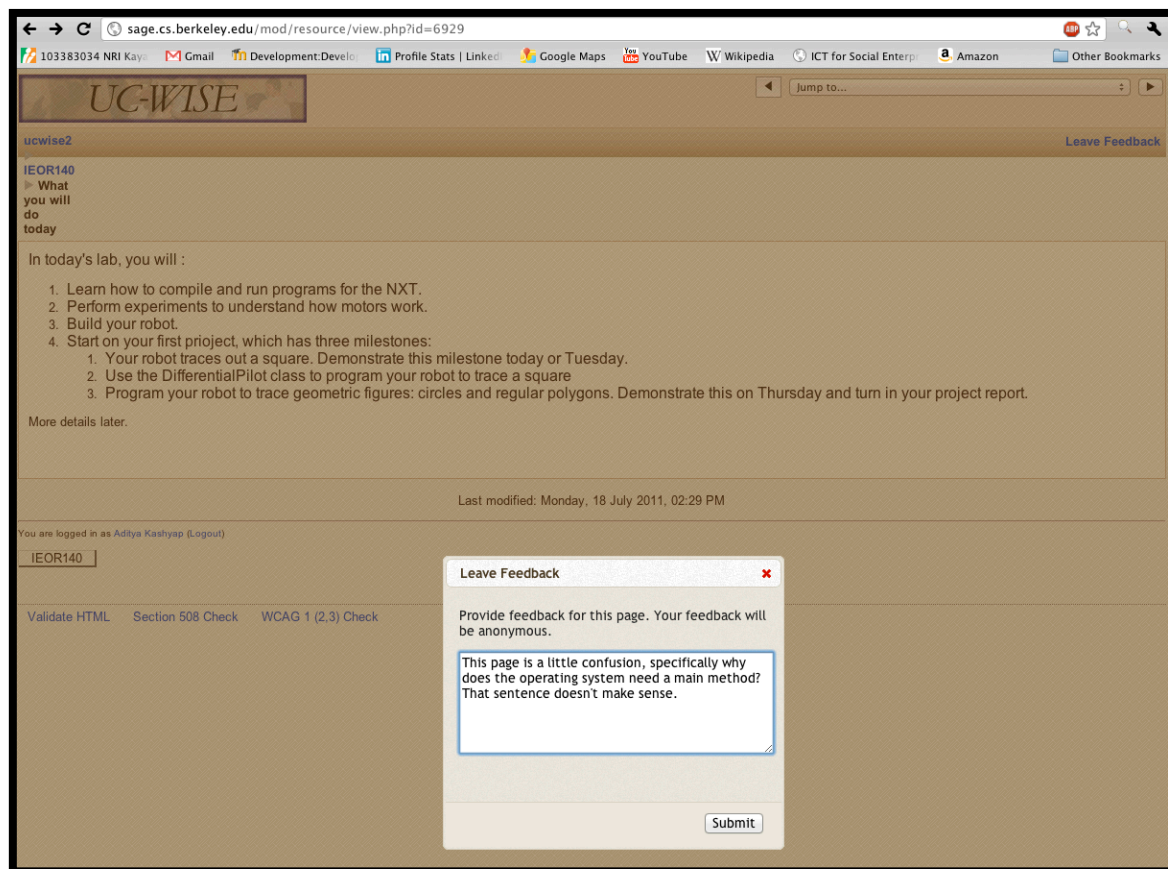 sage.cs.berkeley.edu/mod/resource/view.php?id=6929
103383034 NRI Kaya M Gmail Development:Develo Profile Stats | Linked Google Maps YouTube W Wikipedia ICT for Social Enterpr a Amazon Other Bookmarks
UC-WISE
Jump to...
ucwise2 Leave Feedback
IEOR140
► What
you will
do
today
In today's lab, you will :
1. Learn how to compile and run programs for the NXT.
2. Perform experiments to understand how motors work.
3. Build your robot.
4. Start on your first prioject, which has three milestones:
1. Your robot traces out a square. Demonstrate this milestone today or Tuesday.
2. Use the DifferentialPilot class to program your robot to trace a square
3. Program your robot to trace geometric figures: circles and regular polygons. Demonstrate this on Thursday and turn in your project report.
More details later.
Last modified: Monday, 18 July 2011, 02:29 PM
You are logged in as Aditya Kashyap (Logout)
IEOR140
Validate HTML Section 508 Check WCAG 1 (2,3) Check
Leave Feedback
Provide feedback for this page. Your feedback will
be anonymous.
This page is a little confusion, specifically why
does the operating system need a main method?
That sentence doesn't make sense.
Submit